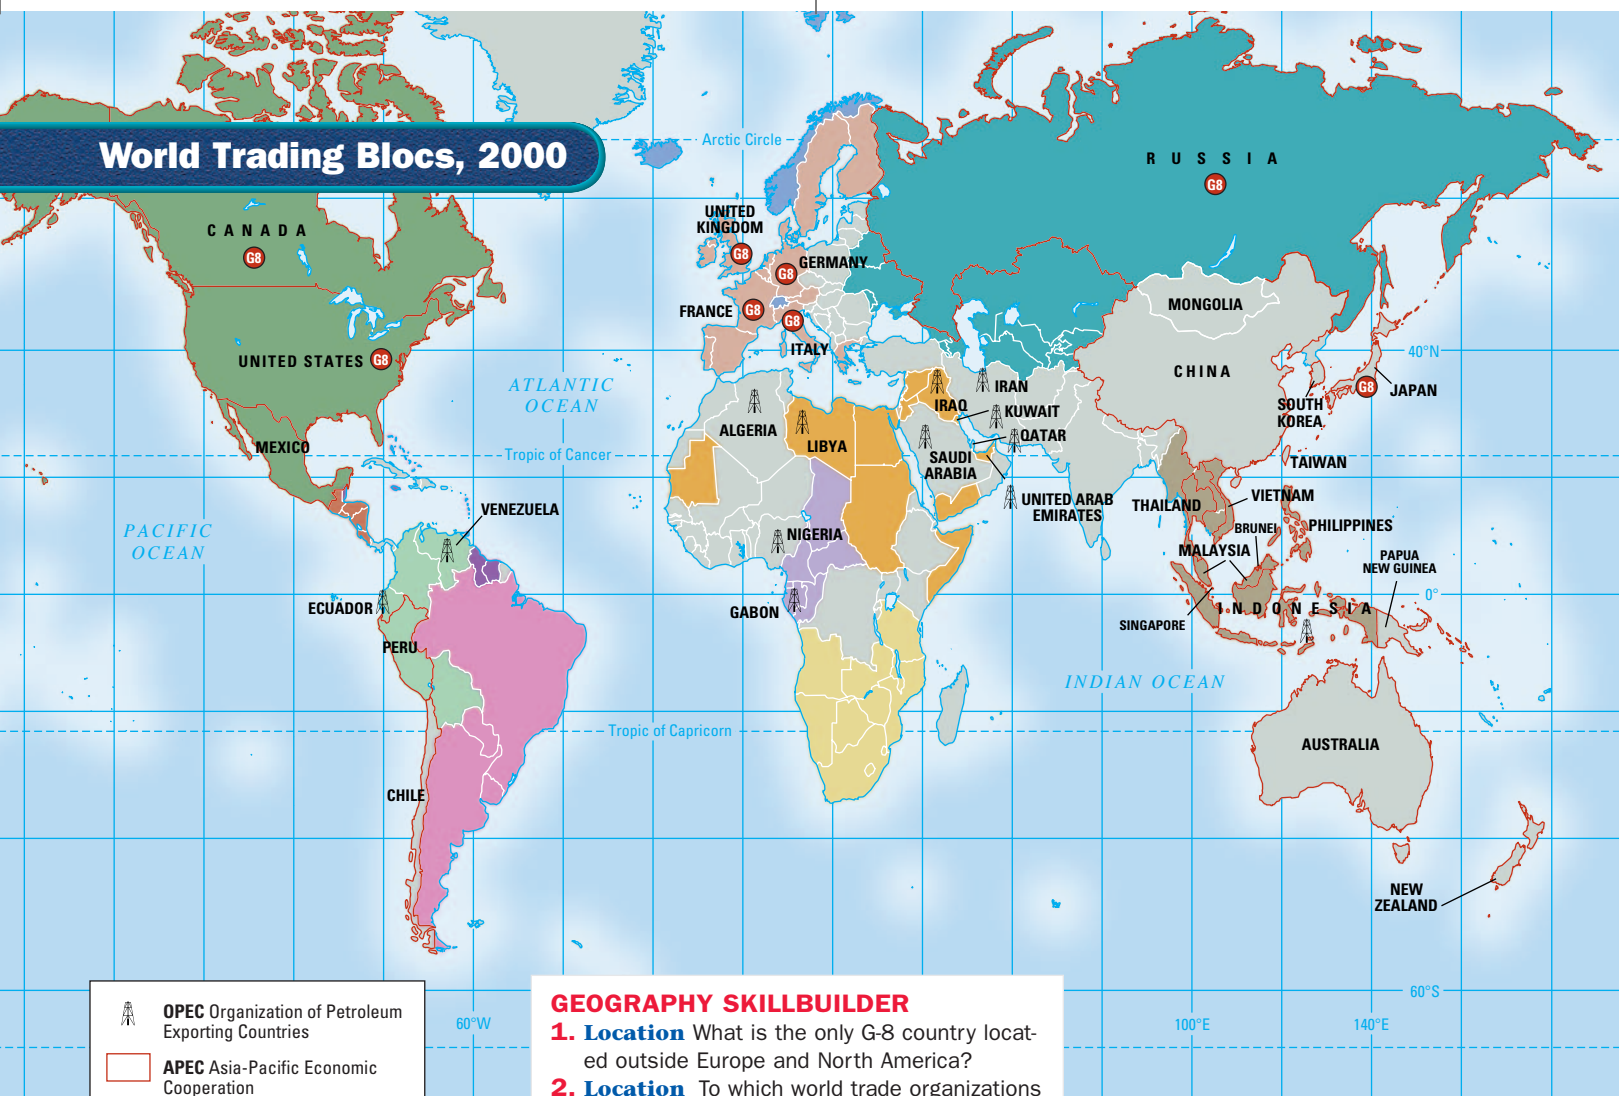 World Trading Blocs, 2000
Arctic Circle
RUSSIA
G8
CANADA
G8
UNITED
KINGDOM
G8
GERMANY
G8
FRANCE
G8
G8
ITALY
MONGOLIA
CHINA
40°N
UNITED STATES
G8
ATLANTIC
OCEAN
IRAN
IRAQ
KUWAIT
QATAR
G8
JAPAN
SOUTH
KOREA
MEXICO
ALGERIA
LIBYA
SAUDI
ARABIA
Tropic of Cancer
TAIWAN
UNITED ARAB
EMIRATES
VENEZUELA
THAILAND
VIETNAM
PACIFIC
OCEAN
NIGERIA
BRUNEI
PHILIPPINES
MALAYSIA
PAPUA
NEW GUINEA
ECUADOR
GABON
0°
INDONESIA
SINGAPORE
PERU
INDIAN OCEAN
Tropic of Capricorn
AUSTRALIA
CHILE
NEW
ZEALAND
60°S
60°W
100°E
140°E
OPEC Organization of Petroleum
Exporting Countries
APEC Asia-Pacific Economic
Cooperation
GEOGRAPHY SKILLBUILDER
1. Location What is the only G-8 country locat-
ed outside Europe and North America?
2. Location To which world trade organizations